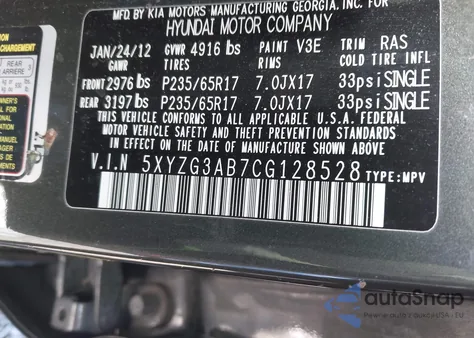 MFD. BY KIA MOTORS MANUFACTURING GEORGIA, INC. FOR
HYUNDAI MOTOR COMPANY
JAN/24/12 GVWR 4916 lbs PAINT V3E TRIM RAS
GAWR TIRES RIMS COLD TIRE INFL
FRONT 2976 lbs P235/65R17 7.0JX17 33psi SINGLE
REAR 3197 lbs P235/65R17 7.0JX17 33psi SINGLE
THIS VEHICLE CONFORMS TO ALL APPLICABLE U.S.A. FEDERAL
MOTOR VEHICLE SAFETY AND THEFT PREVENTION STANDARDS
IN EFFECT ON THE DATE OF MANUFACTURE SHOWN ABOVE.
V.I.N 5XYZG3AB7CG128528
TYPE:MPV
CHARGEMENT
REAR
ARRIÈRE
autoSnap